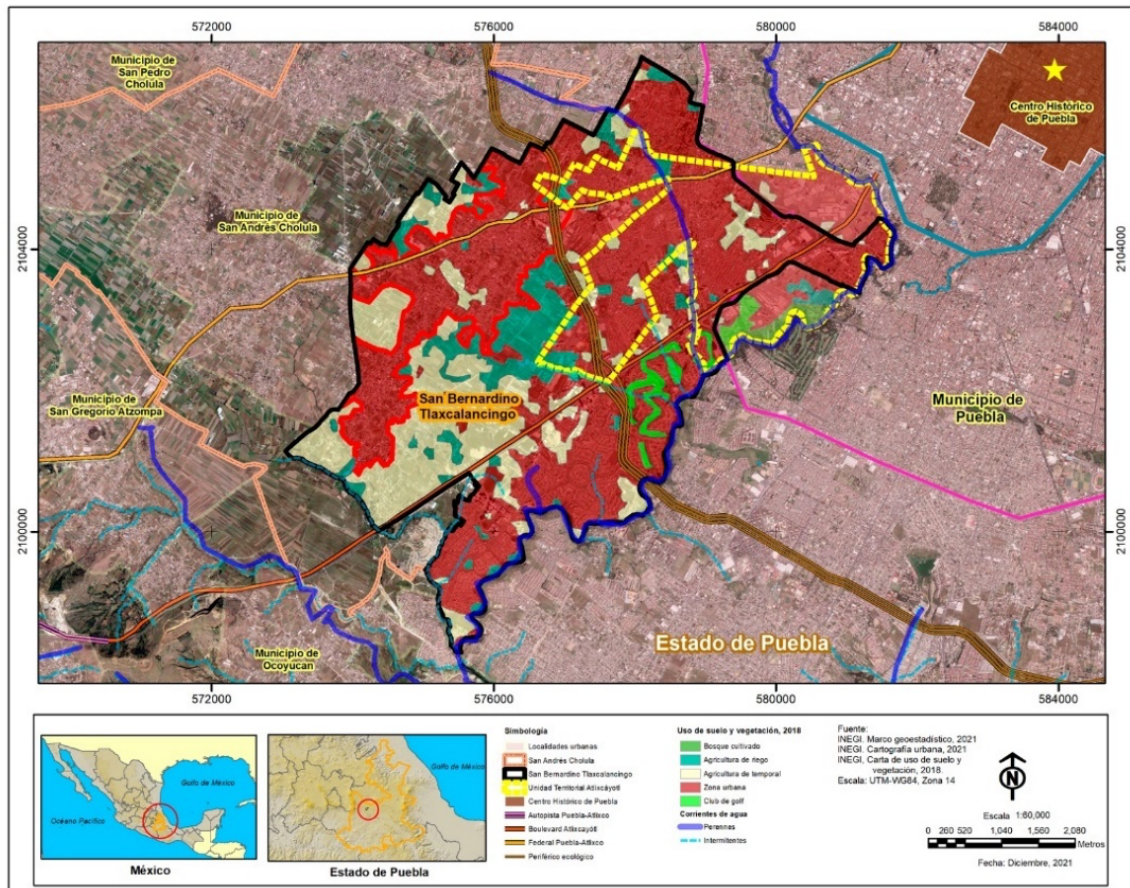 572000
576000
580000
584000
Municipio de
San Pedro
Cholula
Centro Histórico
de Puebla
Municipio de
San Andrés Cholula
2104000
2104000
San Bernardino
Tlaxcalancingo
Municipio de
San Gregorio Atzompa
Municipio de
Puebla
2100000
2100000
Estado de Puebla
Municipio de
Ocoyucan
572000
576000
580000
584000
Golfo de México
Océano Pacífico
México
Golfo de México
Estado de Puebla
Simbología
Localidades urbanas
San Andrés Cholula
San Bernardino Tlaxcalancingo
Unidad Territorial Atlixcáyotl
Centro Histórico de Puebla
Autopista Puebla-Atlixco
Boulevard Atlixcayótl
Federal Puebla-Atlixco
Periférico ecológico
Uso de suelo y vegetación, 2018
Bosque cultivado
Agricultura de riego
Agricultura de temporal
Zona urbana
Club de golf
Corrientes de agua
Perennes
Intermitentes
Fuente:
INEGI. Marco geoestadístico, 2021
INEGI. Cartografía urbana, 2021
INEGI, Carta de uso de suelo y
vegetación, 2018.
Escala: UTM-WG84, Zona 14
N
Escala 1:60,000
0 260 520 1,040 1,560 2,080
Metros
Fecha: Diciembre, 2021